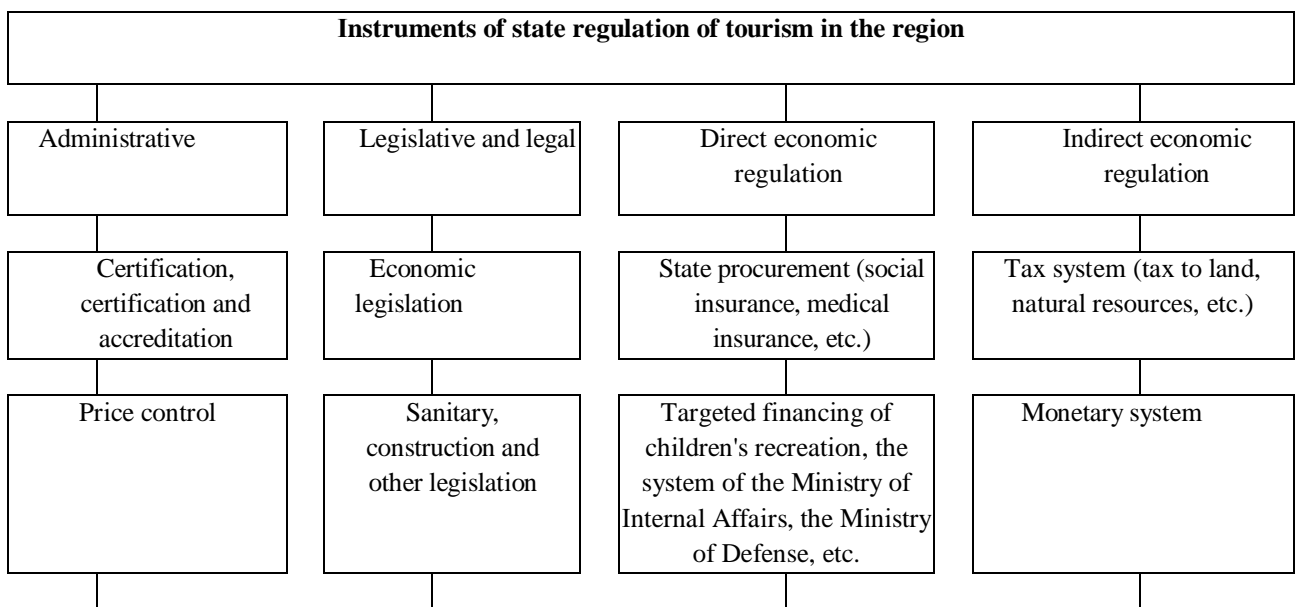 Instruments of state regulation of tourism in the region
Administrative
Legislative and legal
Direct economic
regulation
Indirect economic
regulation
Certification,
certification and
accreditation
Economic
legislation
State procurement (social
insurance, medical
insurance, etc.)
Tax system (tax to land,
natural resources, etc.)
Price control
Sanitary,
construction and
other legislation
Targeted financing of
children's recreation, the
system of the Ministry of
Internal Affairs, the Ministry
of Defense, etc.
Monetary system